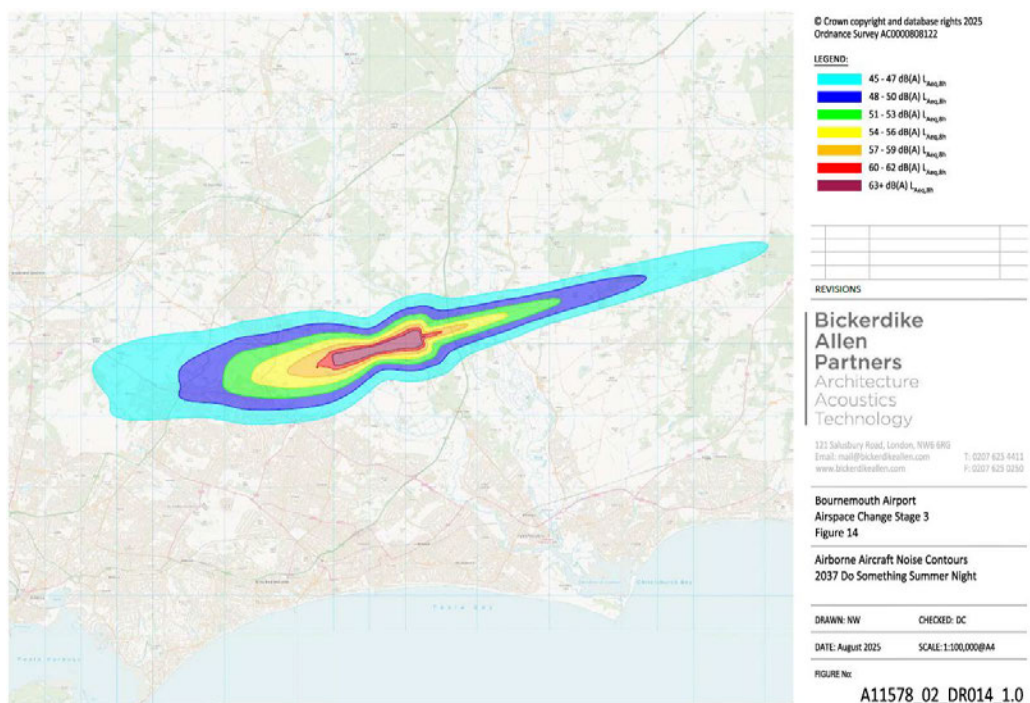 © Crown copyright and database rights 2025
Ordnance Survey AC0000808122
LEGEND:
45 - 47 dB(A) LAeq,8h
48 - 50 dB(A) LAeq,8h
51 - 53 dB(A) LAeq,8h
54 - 56 dB(A) LAeq,8h
57 - 59 dB(A) LAeq,8h
60 - 62 dB(A) LAeq,8h
63+ dB(A) LAeq,8h
REVISIONS
Bickerdike
Allen
Partners
Architecture
Acoustics
Technology
121 Salusbury Road, London, NW6 6RG
Email: mail@bickerdikeallen.com T: 0207 625 4411
www.bickerdikeallen.com F: 0207 625 0250
Bournemouth Airport
Airspace Change Stage 3
Figure 14
Airborne Aircraft Noise Contours
2037 Do Something Summer Night
DRAWN: NW CHECKED: DC
DATE: August 2025 SCALE: 1:100,000@A4
FIGURE No:
A11578_02_DR014_1.0
Poole Bay